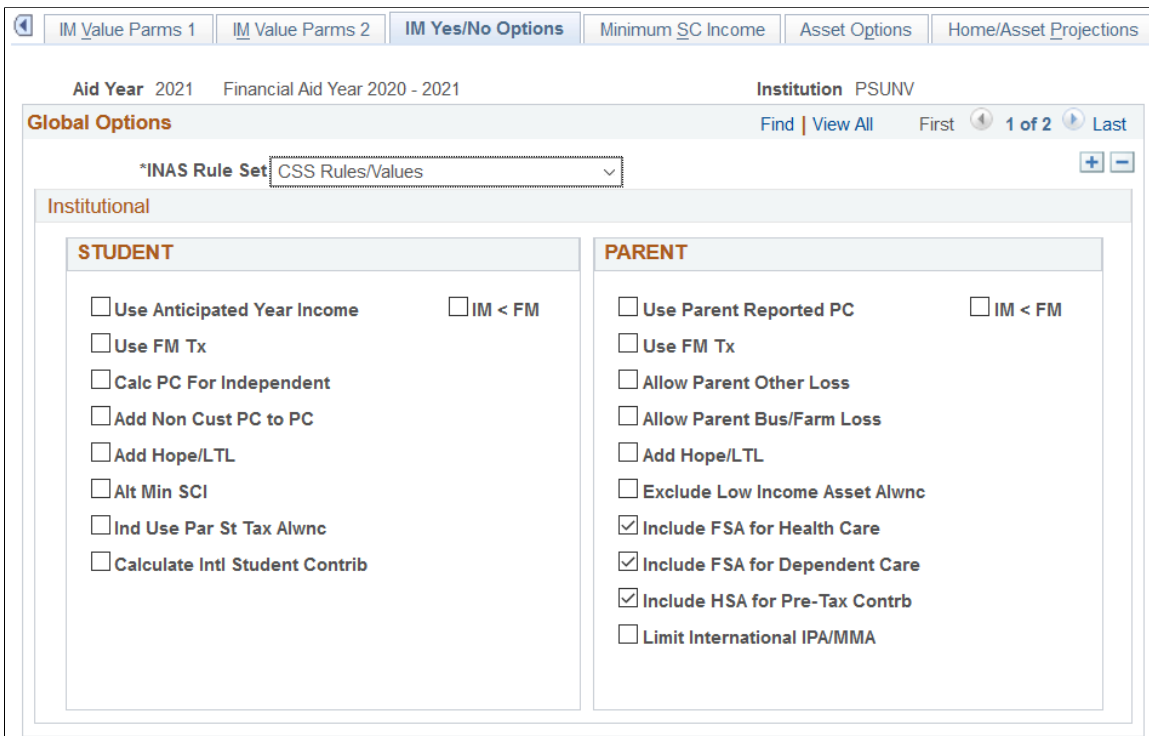 IM Value Parms 1 IM Value Parms 2 IM Yes/No Options Minimum SC Income Asset Options Home/Asset Projections
Aid Year 2021 Financial Aid Year 2020 - 2021 Institution PSUNV
Global Options Find | View All First 1 of 2 Last
*INAS Rule Set CSS Rules/Values
Institutional
STUDENT
Use Anticipated Year Income IM < FM
Use FM Tx
Calc PC For Independent
Add Non Cust PC to PC
Add Hope/LTL
Alt Min SCI
Ind Use Par St Tax Alwnc
Calculate Intl Student Contrib
PARENT
Use Parent Reported PC IM < FM
Use FM Tx
Allow Parent Other Loss
Allow Parent Bus/Farm Loss
Add Hope/LTL
Exclude Low Income Asset Alwnc
Include FSA for Health Care
Include FSA for Dependent Care
Include HSA for Pre-Tax Contrb
Limit International IPA/MMA